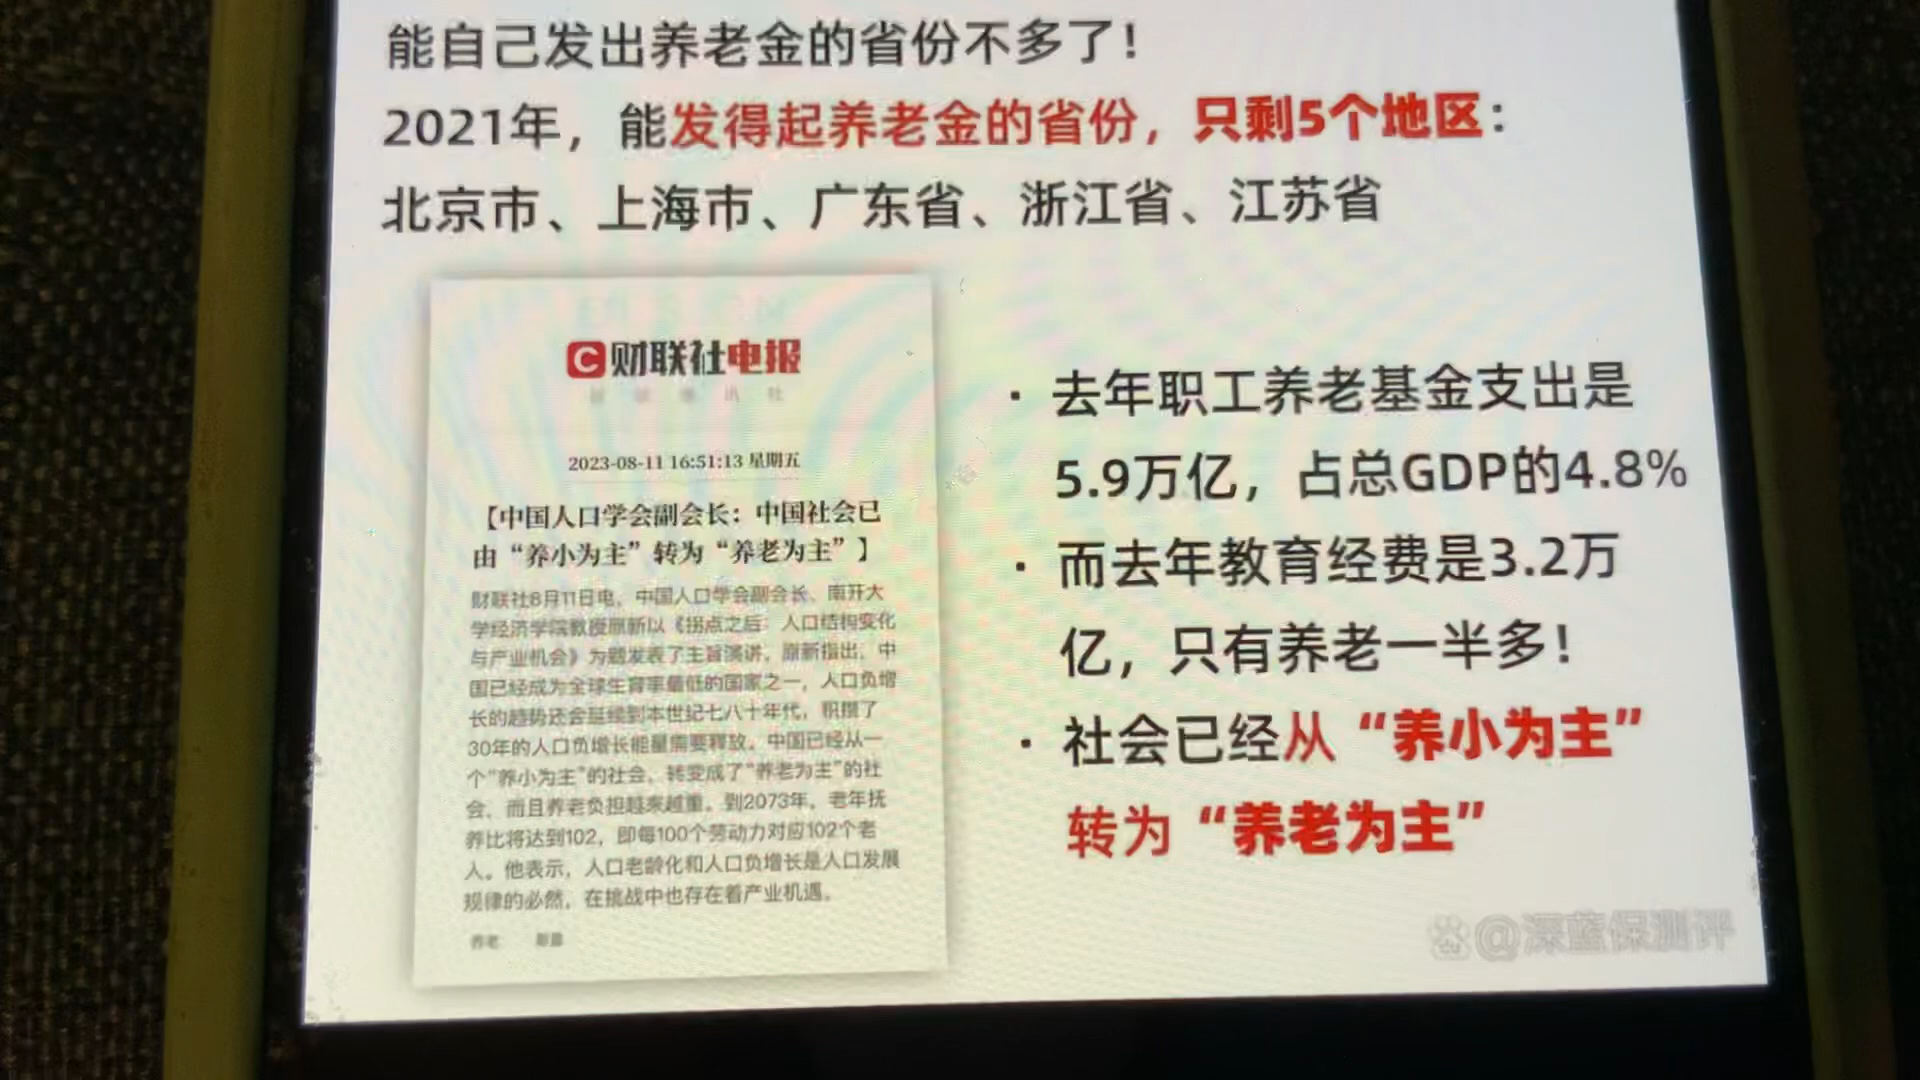 能自己发出养老金的省份不多了！
2021年，能发得起养老金的省份，只剩5个地区：
北京市、上海市、广东省、浙江省、江苏省
财联社电报
2023-08-11 16:51:13 星期五
【中国人口学会副会长：中国社会已
由“养小为主”转为“养老为主”】
财联社8月11日电，中国人口学会副会长、南开大
学经济学院教授原新以《拐点之后：人口结构变化
与产业机会》为题发表了主旨演讲。原新指出，中
国已经成为全球生育率最低的国家之一，人口负增
长的趋势还会延续到本世纪七八十年代，积攒了
30年的人口负增长能量需要释放。中国已经从一
个“养小为主”的社会，转变成了“养老为主”的社
会，而且养老负担越来越重。到2073年，老年抚
养比将达到102，即每100个劳动力对应102个老
人。他表示，人口老龄化和人口负增长是人口发展
规律的必然，在挑战中也存在着产业机遇。
养老
· 去年职工养老基金支出是
5.9万亿，占总GDP的4.8%
· 而去年教育经费是3.2万
亿，只有养老一半多！
· 社会已经从“养小为主”
转为“养老为主”
@深蓝保测评